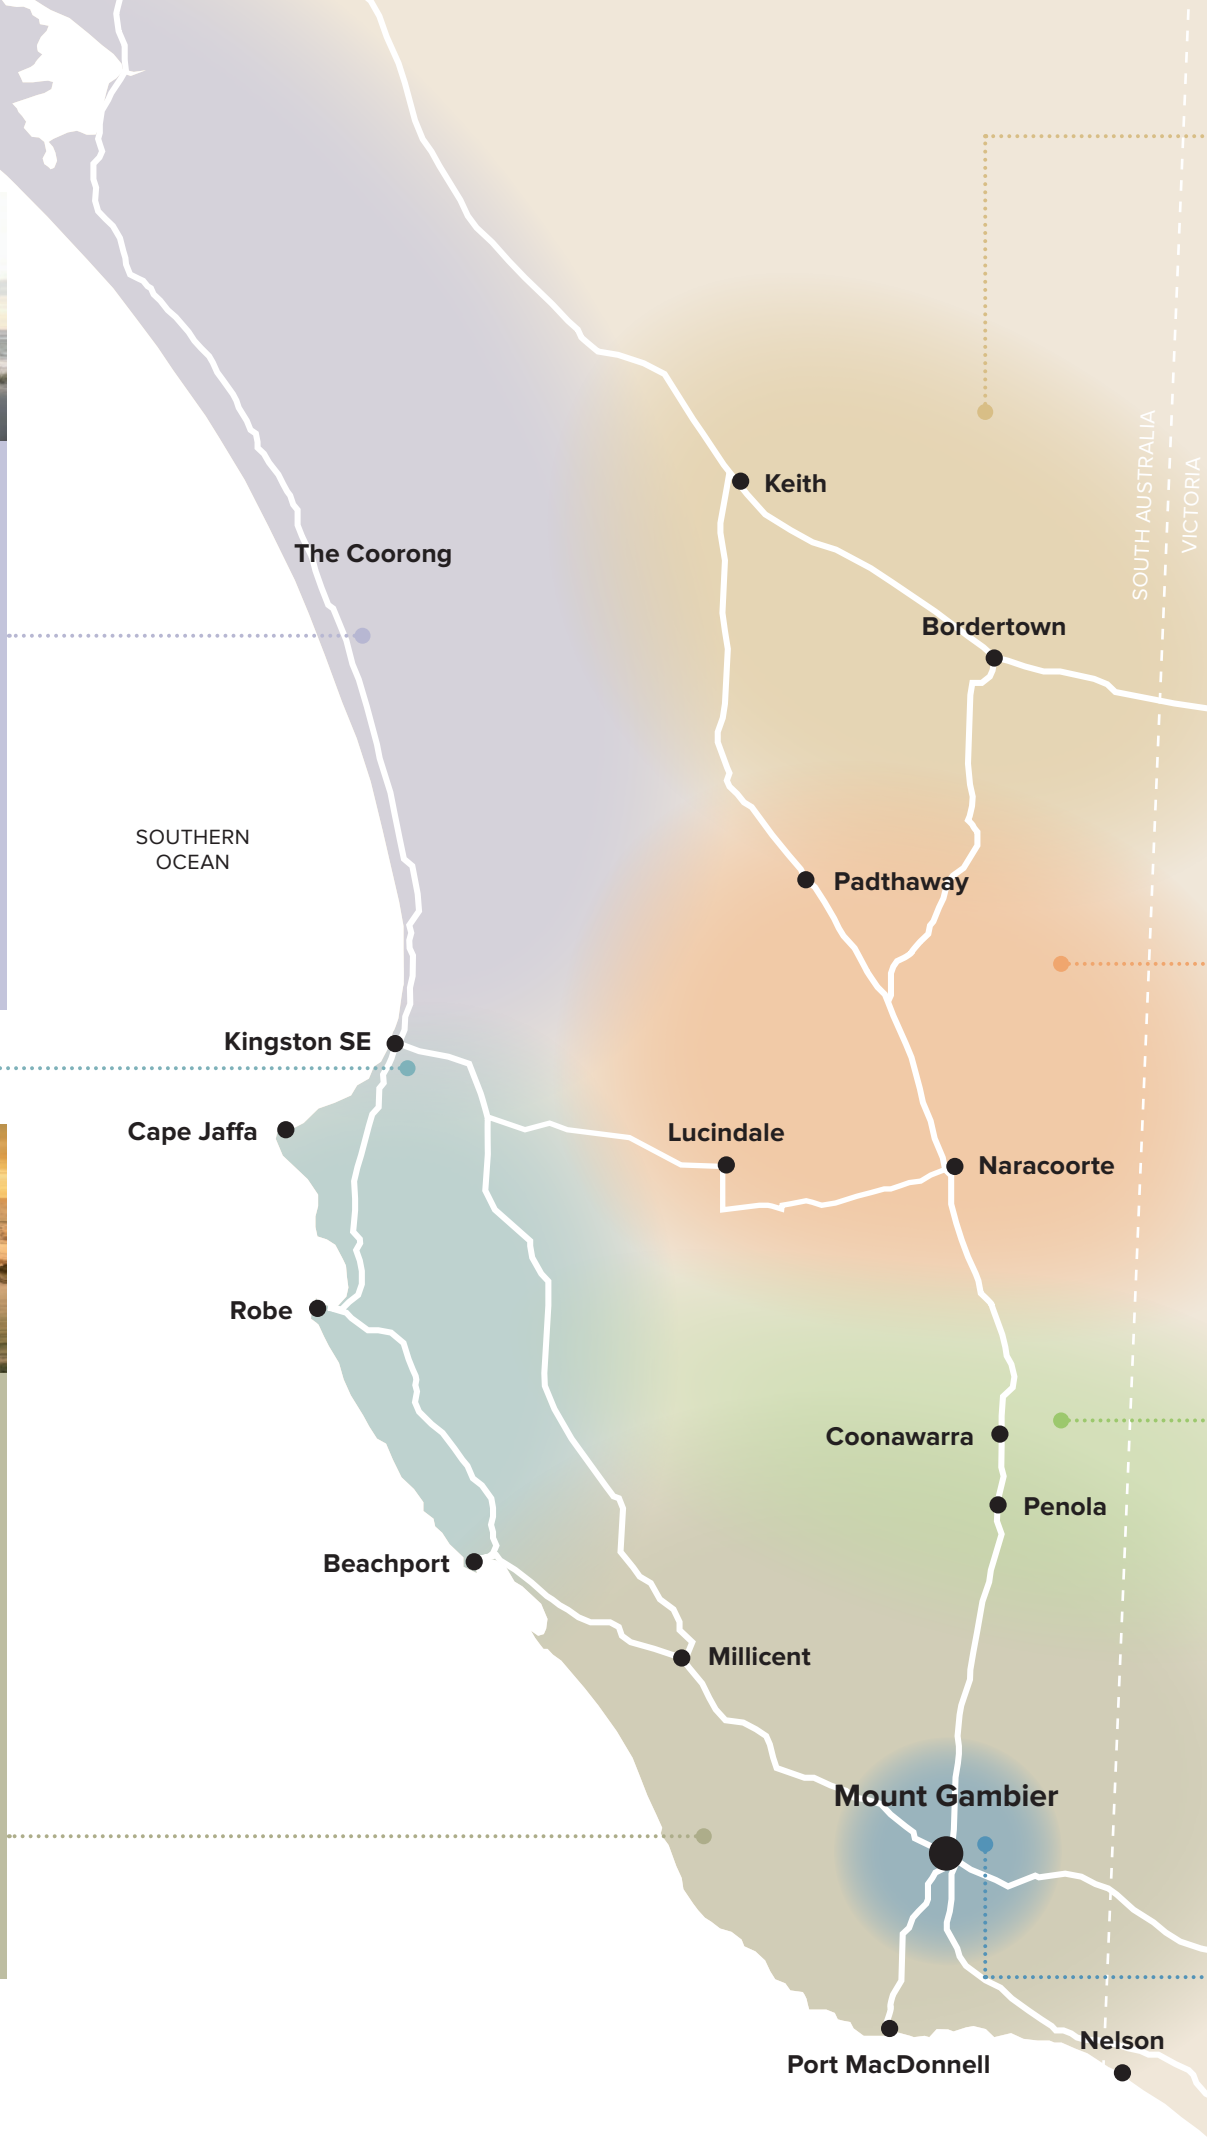 SOUTH AUSTRALIA
VICTORIA
Keith
The Coorong
Bordertown
SOUTHERN
OCEAN
Padthaway
Kingston SE
Cape Jaffa
Lucindale
Naracoorte
Robe
Coonawarra
Penola
Beachport
Millicent
Mount Gambier
Nelson
Port MacDonnell